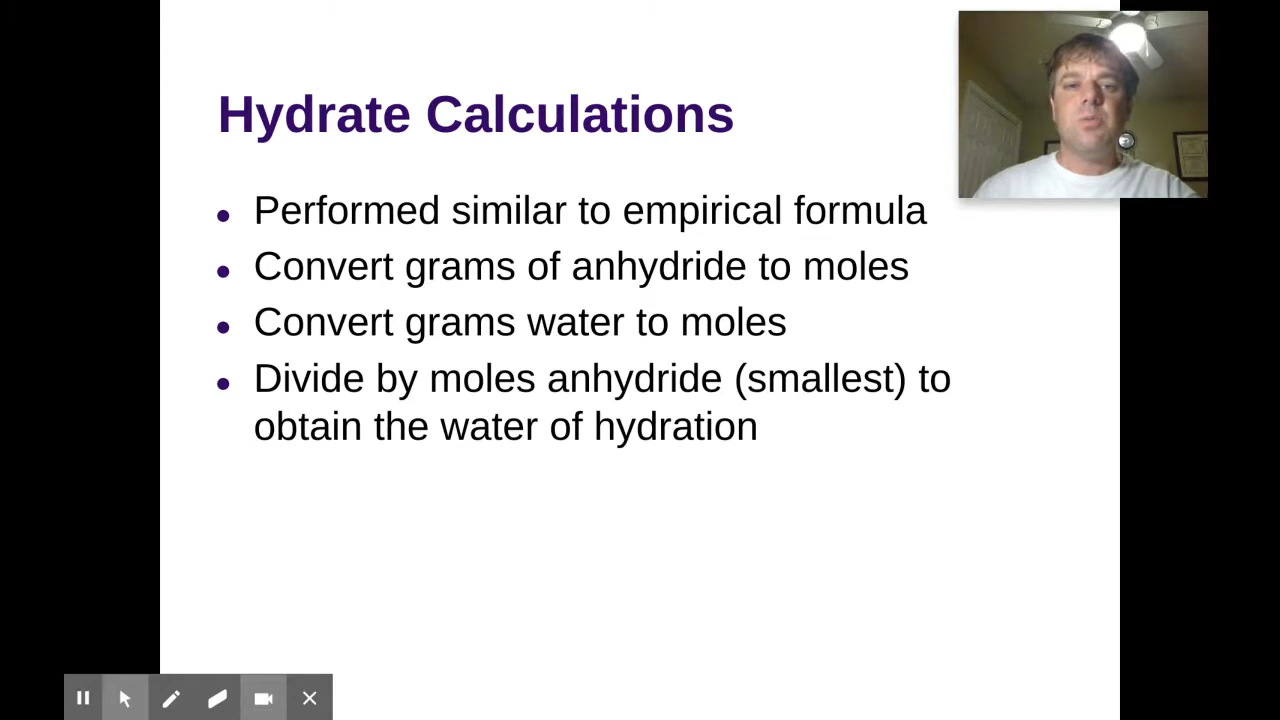 Hydrate Calculations
Performed similar to empirical formula
Convert grams of anhydride to moles
Convert grams water to moles
Divide by moles anhydride (smallest) to
obtain the water of hydration